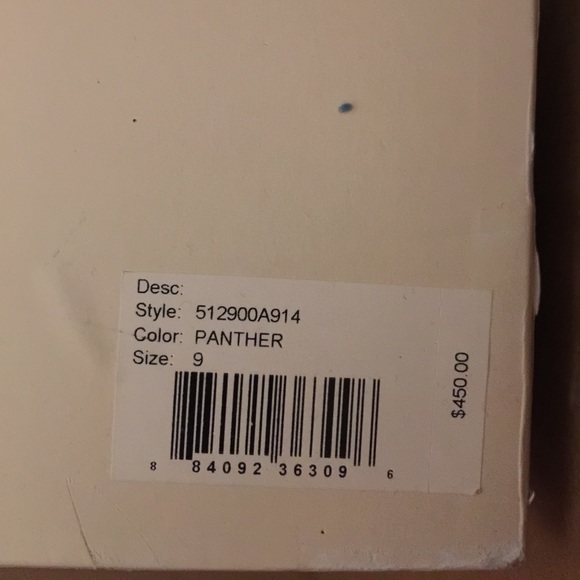 Desc:
Style: 512900A914
Color: PANTHER
Size: 9
$450.00
8 84092 36309 6